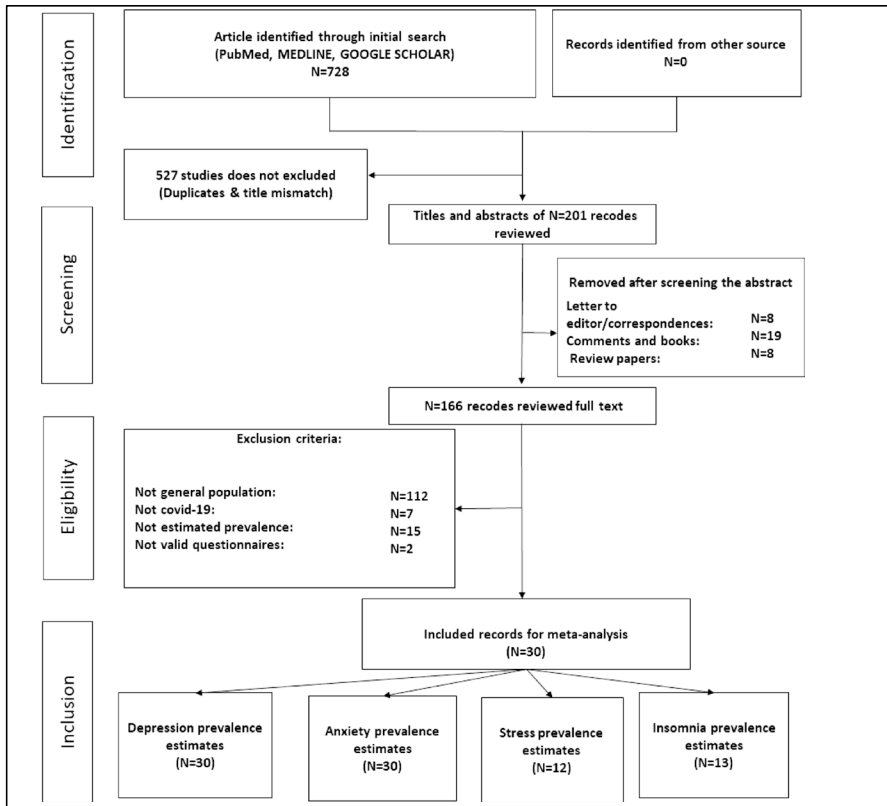 Identification
Article identified through initial search
(PubMed, MEDLINE, GOOGLE SCHOLAR)
N=728
Records identified from other source
N=0
527 studies does not excluded
(Duplicates & title mismatch)
Screening
Titles and abstracts of N=201 recodes
reviewed
Removed after screening the abstract
Letter to
editor/correspondences: N=8
Comments and books: N=19
Review papers: N=8
N=166 recodes reviewed full text
Eligibility
Exclusion criteria:
Not general population: N=112
Not covid-19: N=7
Not estimated prevalence: N=15
Not valid questionnaires: N=2
Inclusion
Included records for meta-analysis
(N=30)
Depression prevalence
estimates
(N=30)
Anxiety prevalence
estimates
(N=30)
Stress prevalence
estimates
(N=12)
Insomnia prevalence
estimates
(N=13)